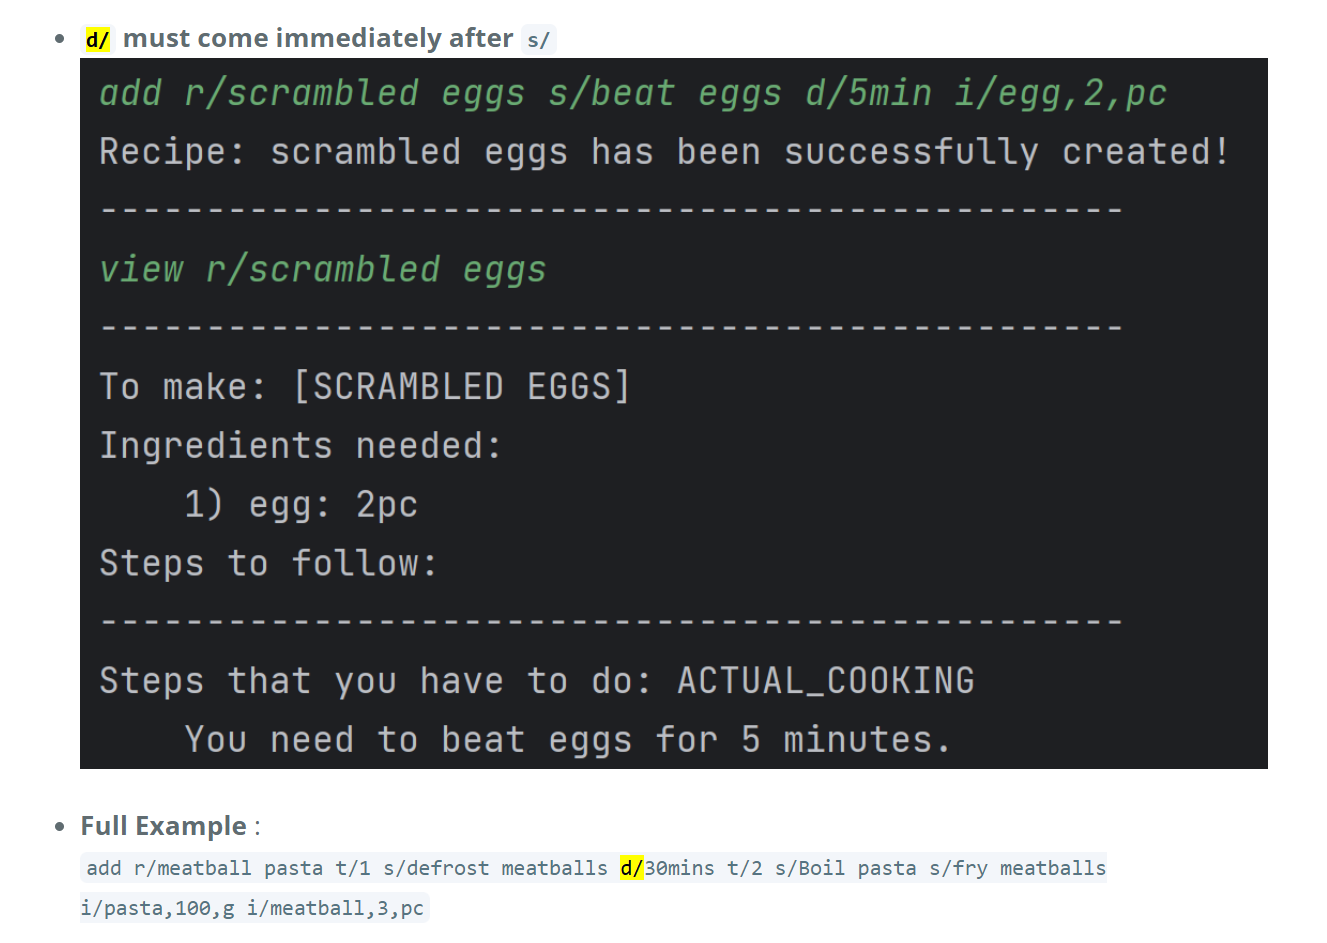 • d/ must come immediately after s/
add r/scrambled eggs s/beat eggs d/5min i/egg,2,pc
Recipe: scrambled eggs has been successfully created!
------------------------------------------------
view r/scrambled eggs
------------------------------------------------
To make: [SCRAMBLED EGGS]
Ingredients needed:
    1) egg: 2pc
Steps to follow:
------------------------------------------------
Steps that you have to do: ACTUAL_COOKING
    You need to beat eggs for 5 minutes.
• Full Example :
add r/meatball pasta t/1 s/defrost meatballs d/30mins t/2 s/Boil pasta s/fry meatballs
i/pasta,100,g i/meatball,3,pc